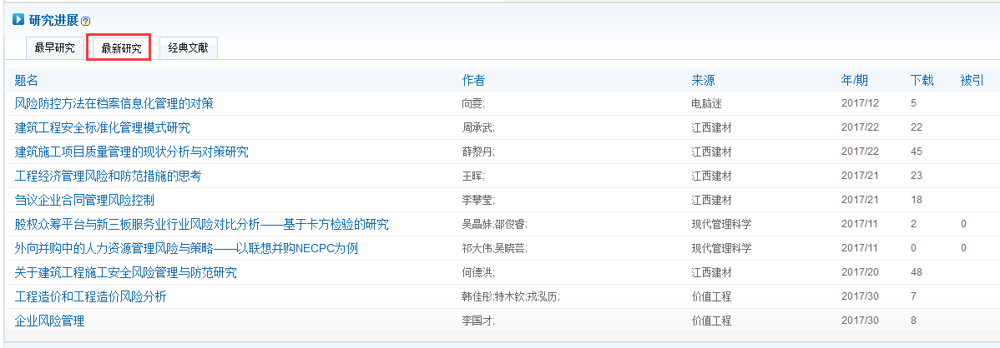 研究进展?
最早研究 最新研究 经典文献
题名 作者 来源 年/期 下载 被引
风险防控方法在档案信息化管理的对策 向雯; 电脑迷 2017/12 5
建筑工程安全标准化管理模式研究 周承武; 江西建材 2017/22 22
建筑施工项目质量管理的现状分析与对策研究 薛黎丹; 江西建材 2017/22 45
工程经济管理风险和防范措施的思考 王晖; 江西建材 2017/21 23
刍议企业合同管理风险控制 李攀莹; 江西建材 2017/21 18
股权众筹平台与新三板服务业行业风险对比分析——基于卡方检验的研究 吴晶妹;邵俊睿; 现代管理科学 2017/11 2 0
外向并购中的人力资源管理风险与策略——以联想并购NECPC为例 祁大伟;吴晓芸; 现代管理科学 2017/11 0 0
关于建筑工程施工安全风险管理与防范研究 何德洪; 江西建材 2017/20 48
工程造价和工程造价风险分析 韩佳彤;特木钦;戎泓历; 价值工程 2017/30 7
企业风险管理 李国才; 价值工程 2017/30 8